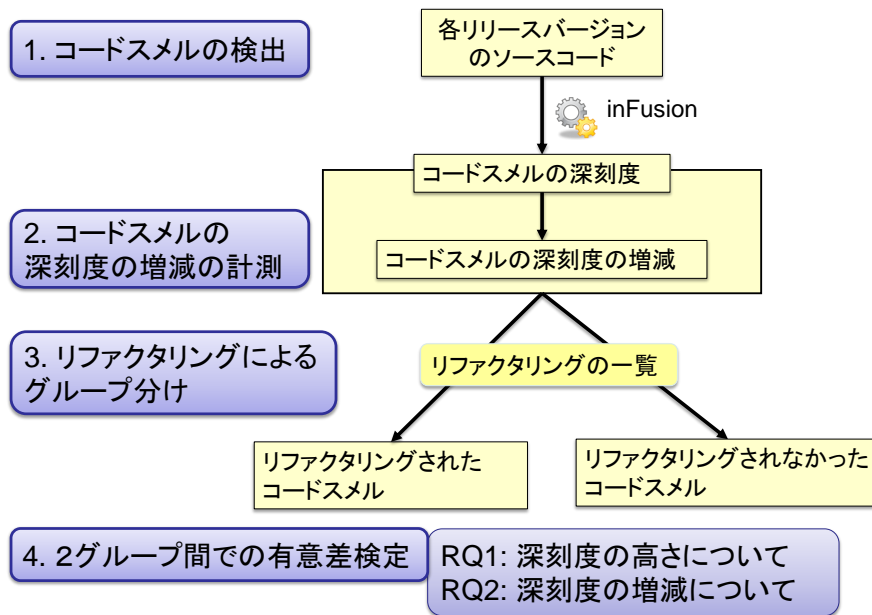 1. コードスメルの検出
各リリースバージョン
のソースコード
inFusion
コードスメルの深刻度
2. コードスメルの
深刻度の増減の計測
コードスメルの深刻度の増減
3. リファクタリングによる
グループ分け
リファクタリングの一覧
リファクタリングされた
コードスメル
リファクタリングされなかった
コードスメル
4. 2グループ間での有意差検定
RQ1: 深刻度の高さについて
RQ2: 深刻度の増減について